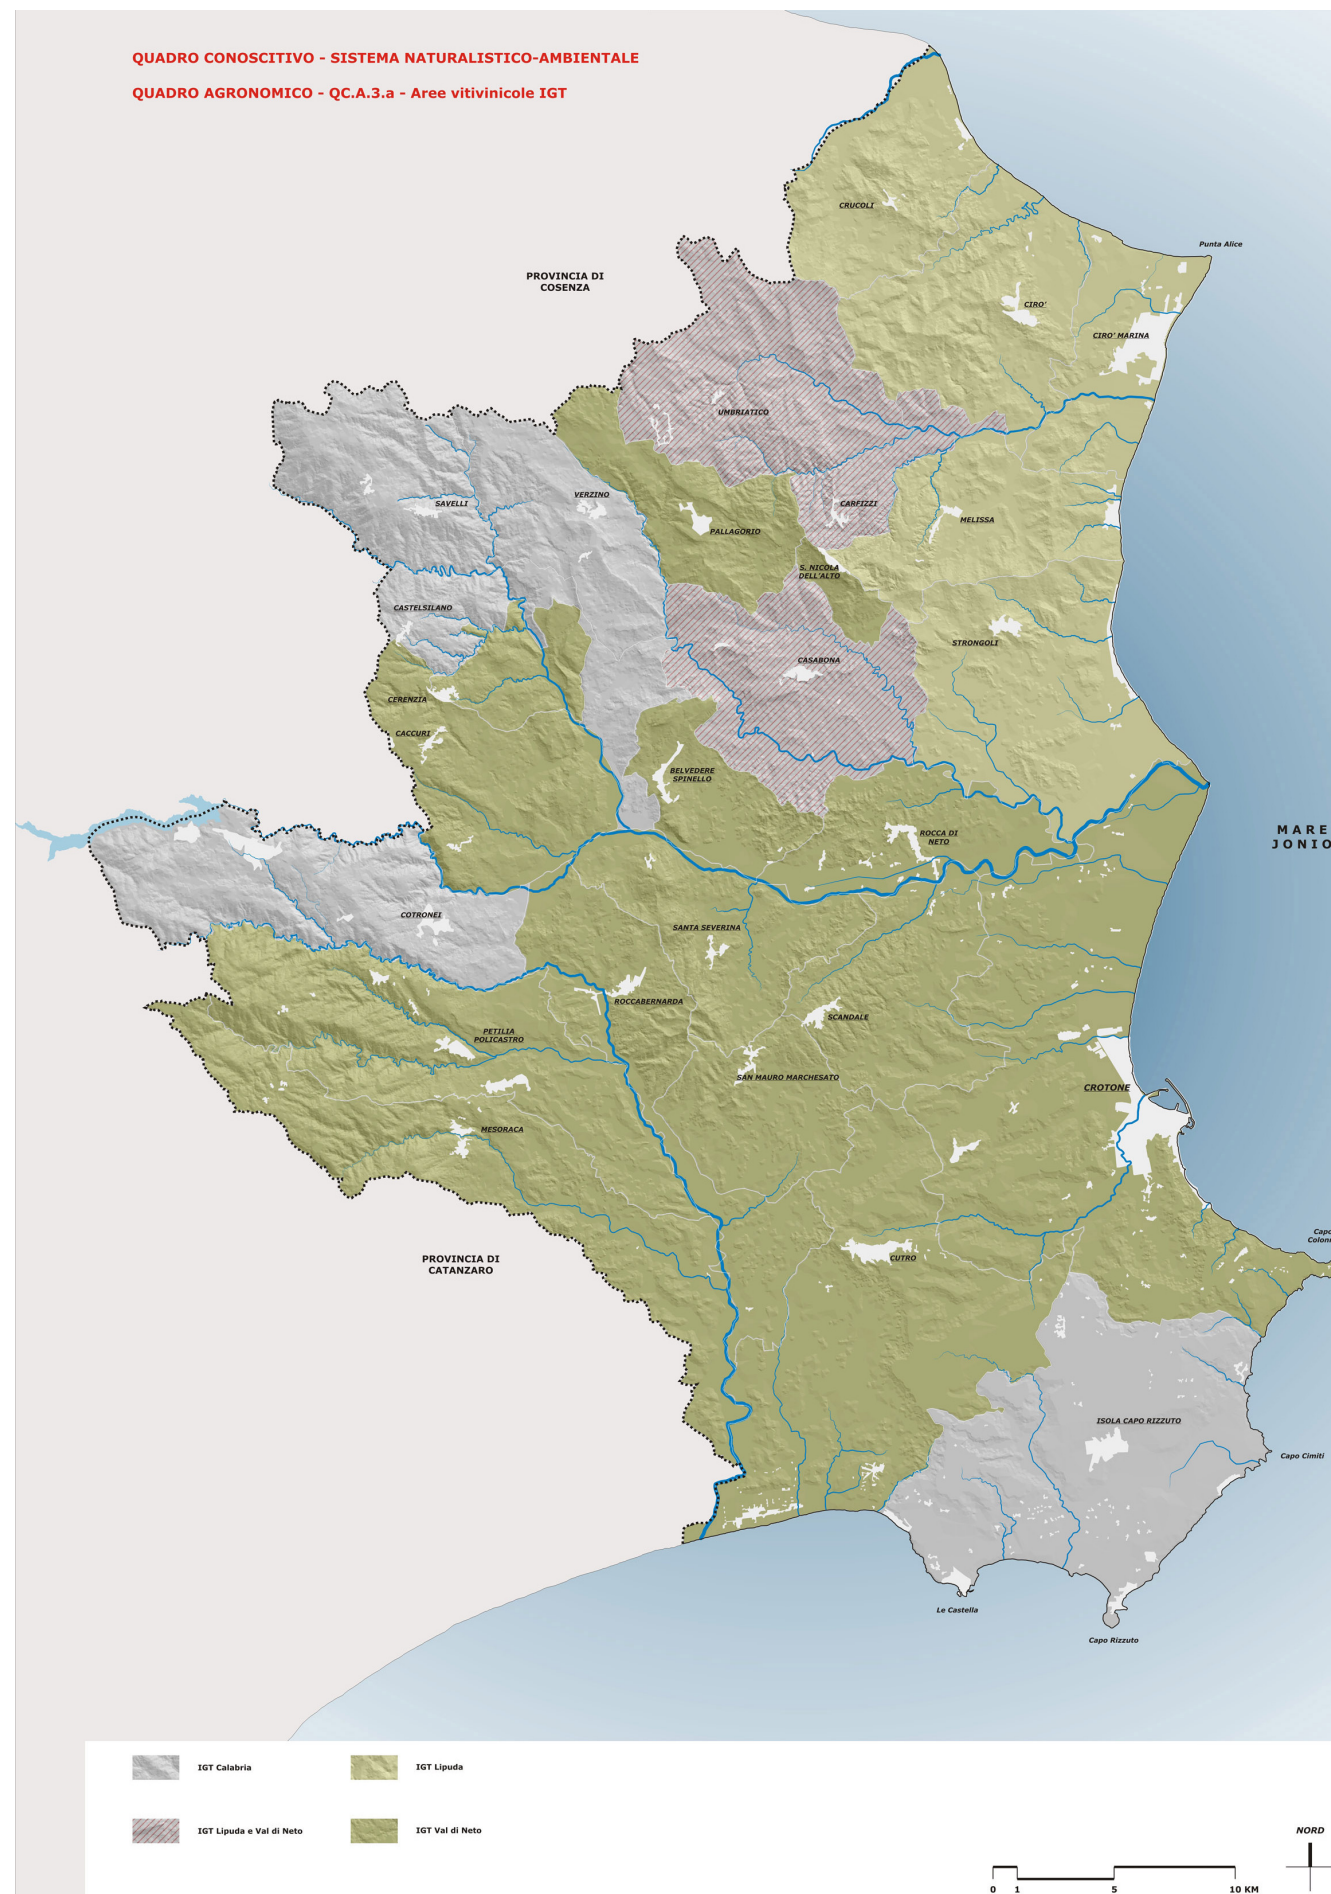 QUADRO CONOSCITIVO - SISTEMA NATURALISTICO-AMBIENTALE
QUADRO AGRONOMICO - QC.A.3.a - Aree vitivinicole IGT
CRUCOLI
Punta Alice
PROVINCIA DI
COSENZA
CIRO'
CIRO' MARINA
UMBRIATICO
SAVELLI
VERZINO
CARFIZZI
MELISSA
PALLAGORIO
S. NICOLA
DELL'ALTO
CASTELSILANO
STRONGOLI
CASABONA
CERENZIA
CACCURI
BELVEDERE
SPINELLO
ROCCA DI
NETO
MARE
JONIO
COTRONEI
SANTA SEVERINA
ROCCABERNARDA
SCANDALE
PETILIA
POLICASTRO
SAN MAURO MARCHESATO
CROTONE
MESORACA
PROVINCIA DI
CATANZARO
CUTRO
Capo
Colon
ISOLA CAPO RIZZUTO
Capo Cimiti
Le Castella
Capo Rizzuto
IGT Calabria
IGT Lipuda
IGT Lipuda e Val di Neto
IGT Val di Neto
NORD
0 1 5 10 KM